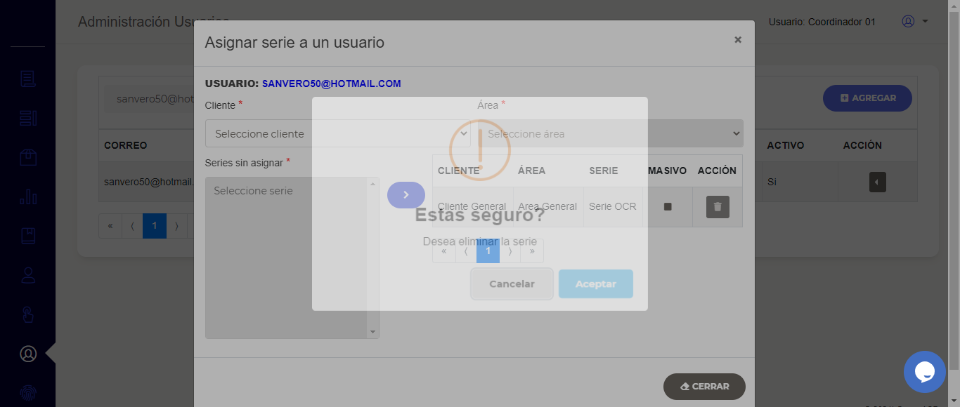 Administración Usuarios
Usuario: Coordinador 01
Asignar serie a un usuario
×
USUARIO: SANVERO50@HOTMAIL.COM
Cliente *
Área *
Seleccione cliente
Seleccione área
Series sin asignar *
Seleccione serie
CLIENTE ÁREA SERIE MASIVO ACCIÓN
Cliente General Area General Serie OCR
« ⟨ 1 ⟩ »
Estas seguro?
Desea eliminar la serie
Cancelar Aceptar
CERRAR
sanvero50@hot
AGREGAR
CORREO ACTIVO ACCIÓN
sanvero50@hotmail. Si
« ⟨ 1 ⟩